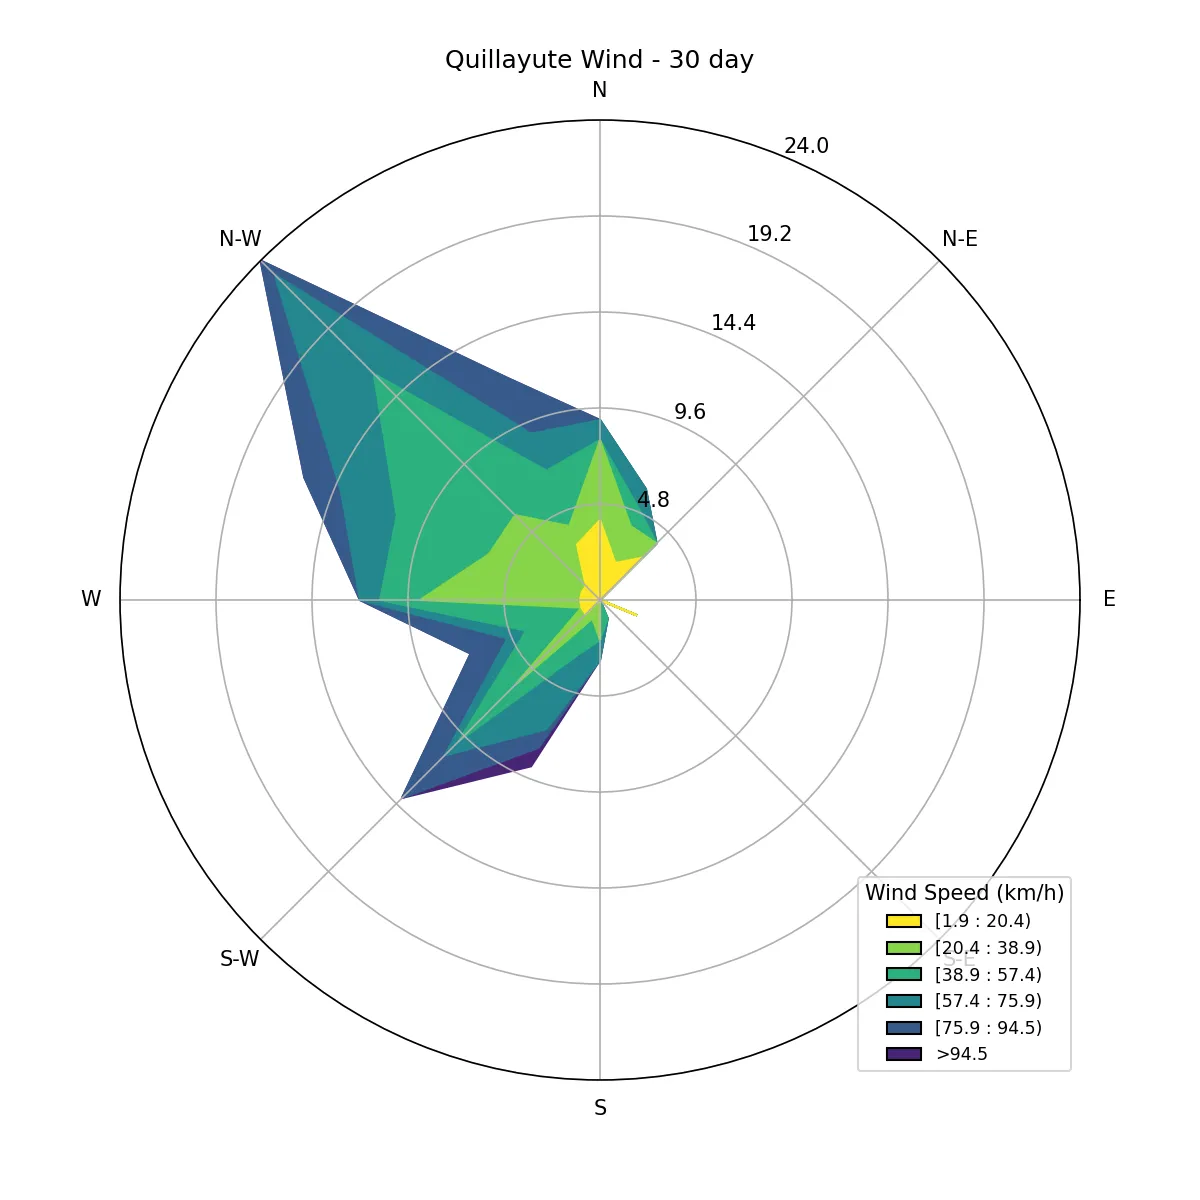 Quillayute Wind - 30 day
N
24.0
19.2
N-W
N-E
14.4
9.6
4.8
W
E
S-W
S-E
Wind Speed (km/h)
[1.9 : 20.4)
[20.4 : 38.9)
[38.9 : 57.4)
[57.4 : 75.9)
[75.9 : 94.5)
>94.5
S